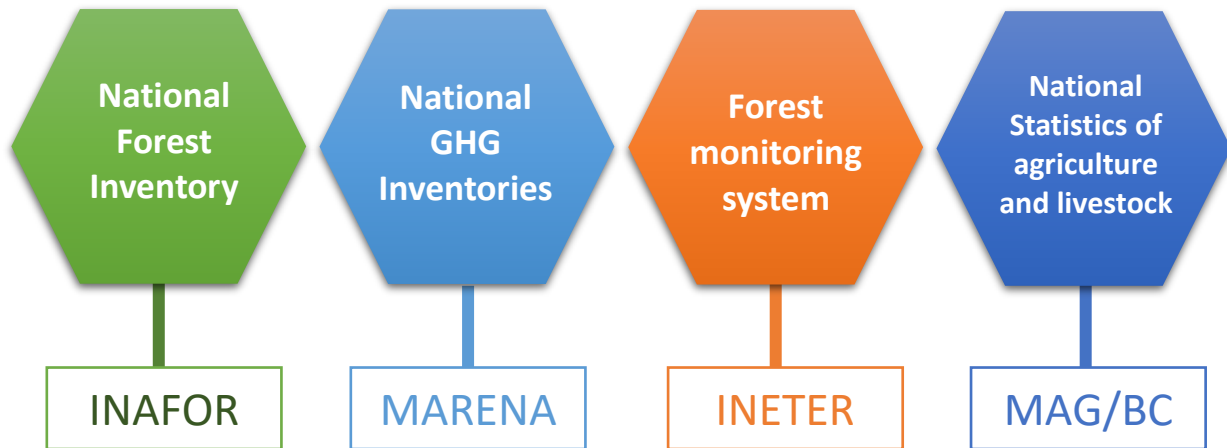 National
Forest
Inventory
National
GHG
Inventories
Forest
monitoring
system
National
Statistics of
agriculture
and livestock
INAFOR
MARENA
INETER
MAG/BC